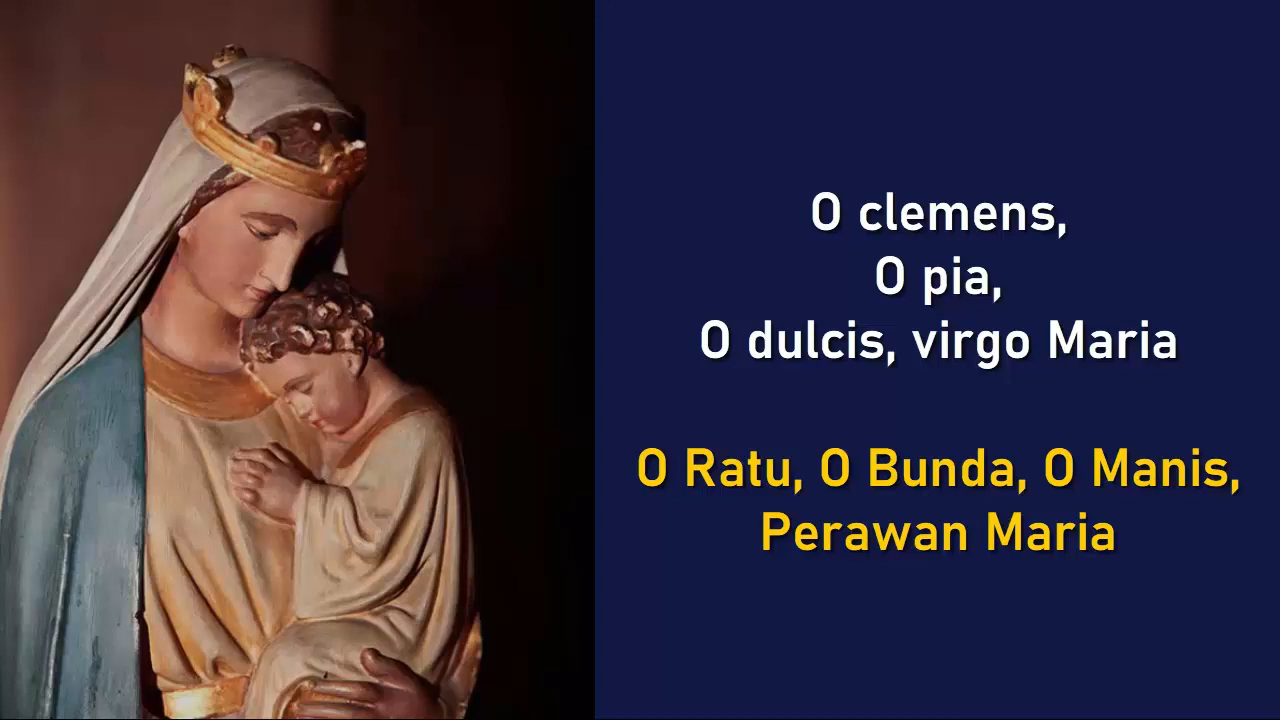 O clemens,
O pia,
O dulcis, virgo Maria
O Ratu, O Bunda, O Manis,
Perawan Maria